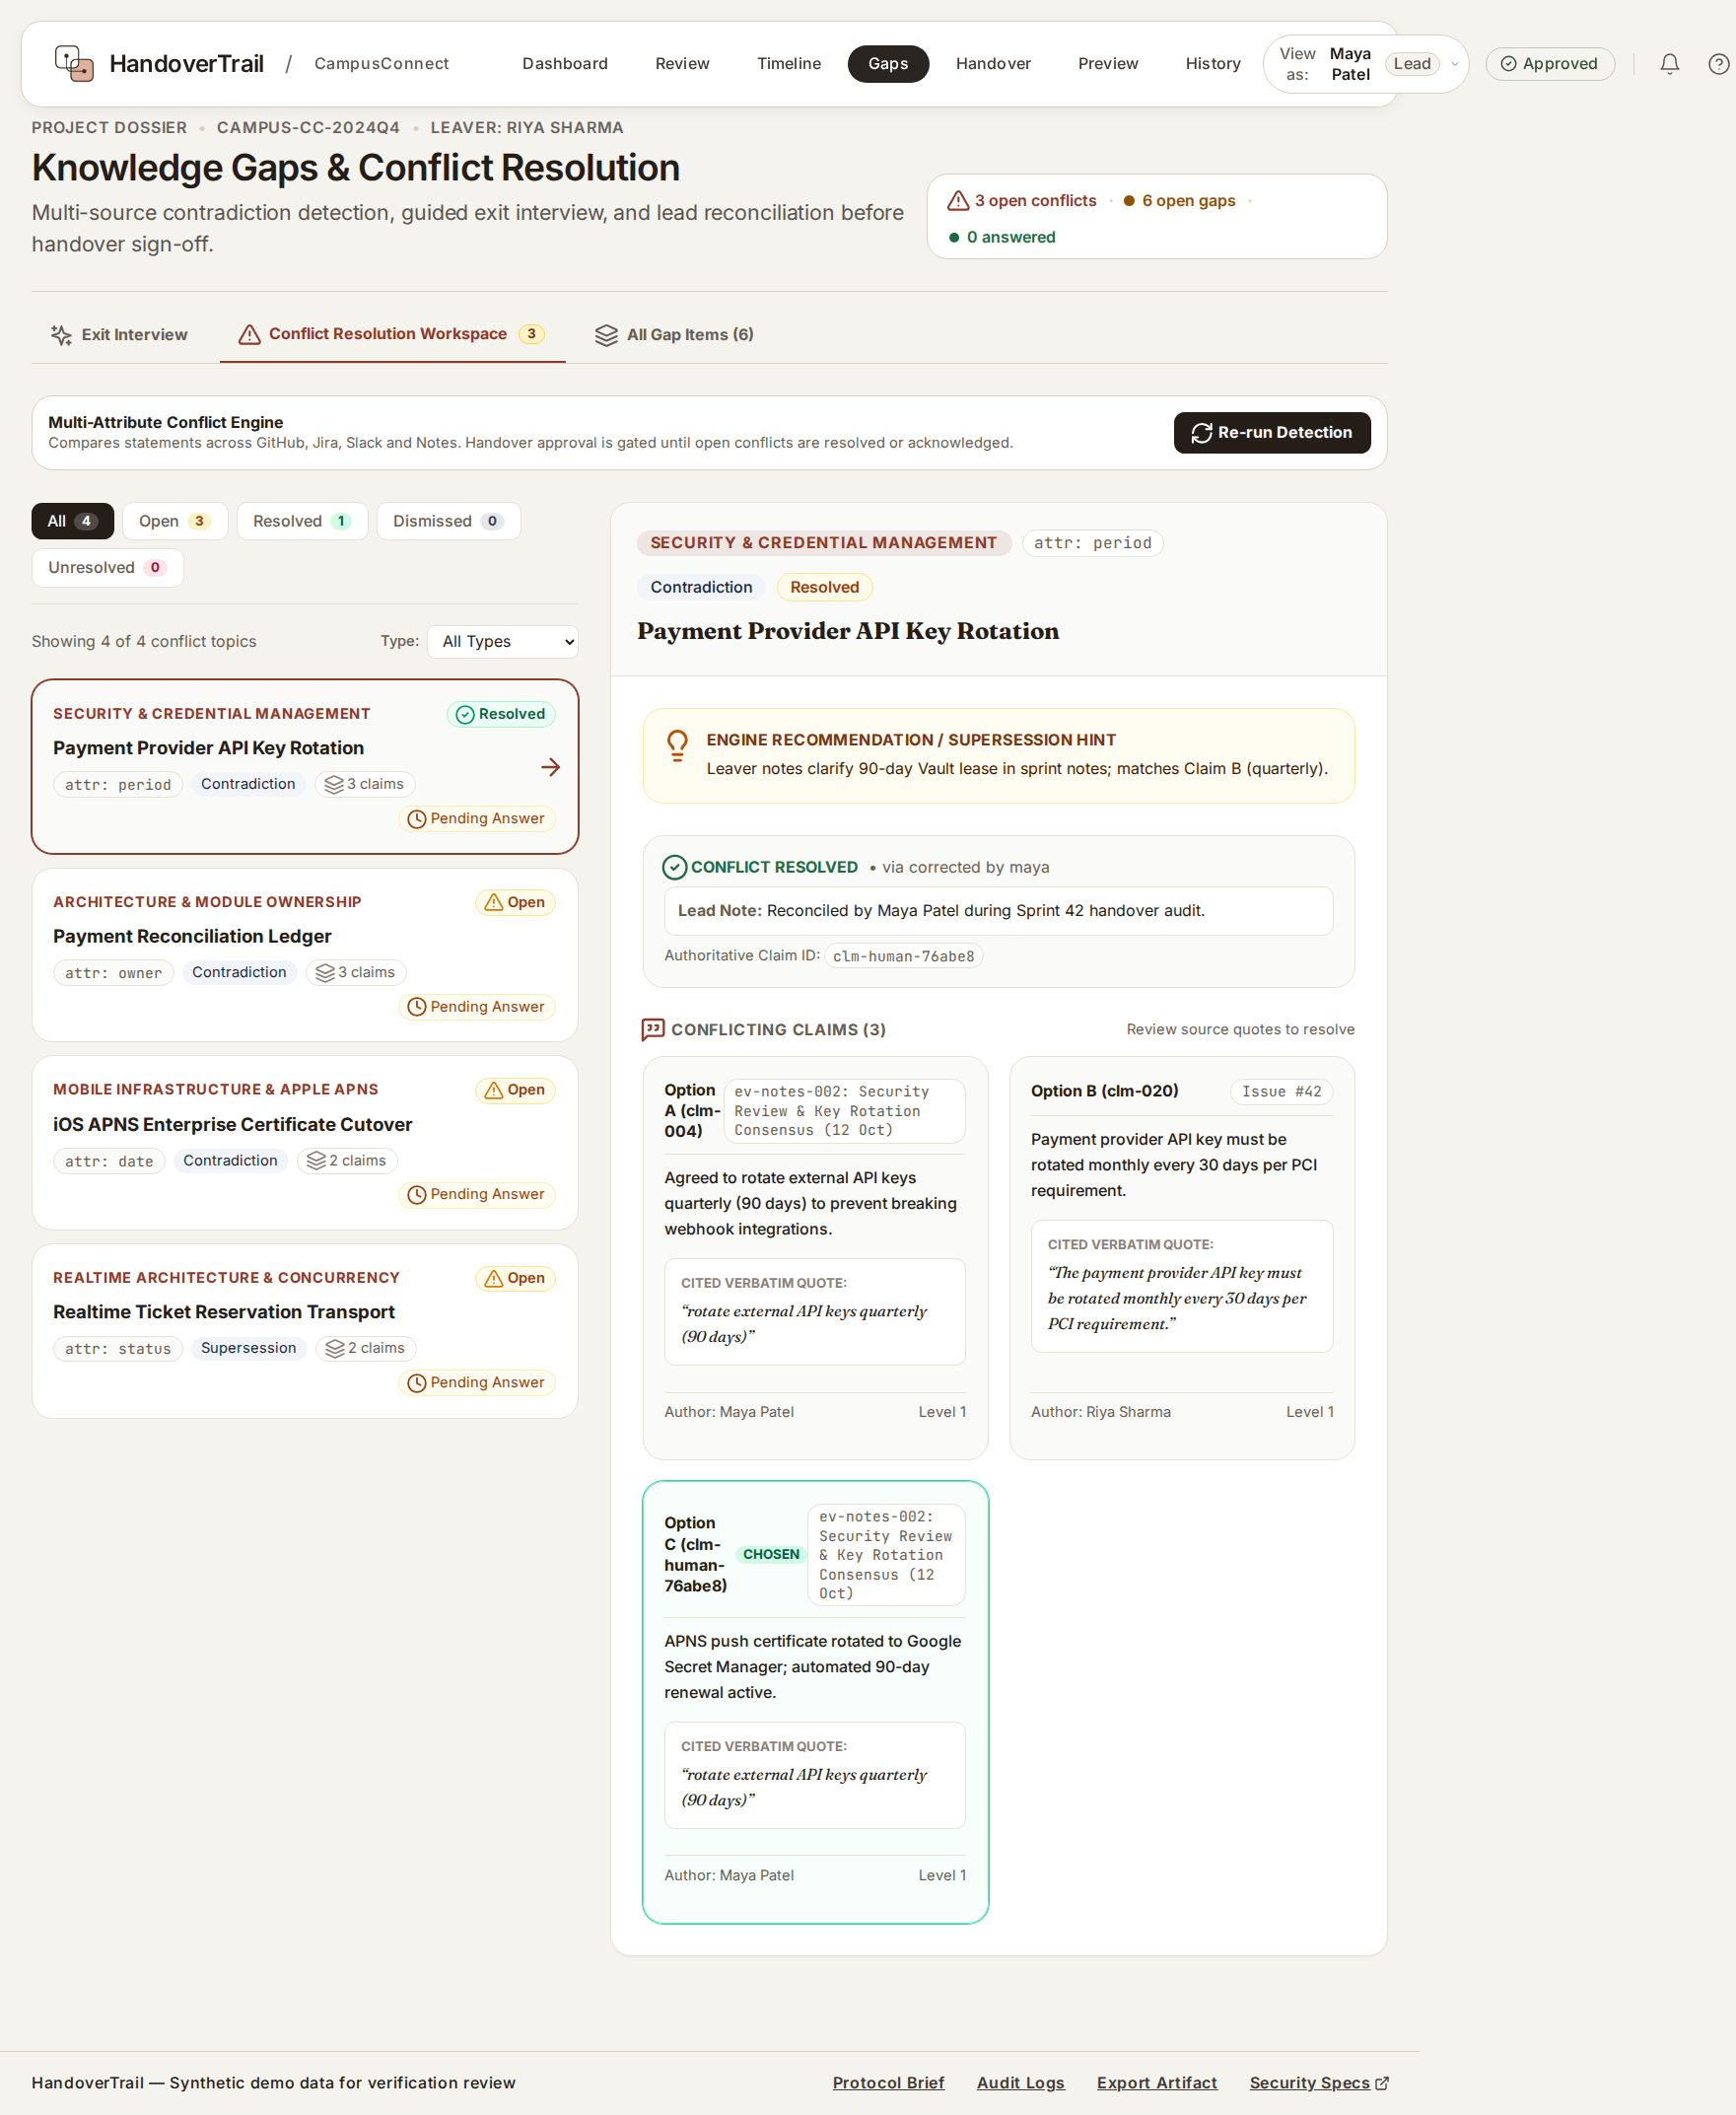 HandoverTrail / CampusConnect Dashboard Review Timeline Gaps Handover Preview History View as: Maya Patel Lead Approved
PROJECT DOSSIER • CAMPUS-CC-2024Q4 • LEAVER: RIYA SHARMA
Knowledge Gaps & Conflict Resolution
Multi-source contradiction detection, guided exit interview, and lead reconciliation before
handover sign-off.
3 open conflicts · 6 open gaps ·
0 answered
Exit Interview Conflict Resolution Workspace 3 All Gap Items (6)
Multi-Attribute Conflict Engine
Compares statements across GitHub, Jira, Slack and Notes. Handover approval is gated until open conflicts are resolved or acknowledged.
Re-run Detection
All 4 Open 3 Resolved 1 Dismissed 0
Unresolved 0
Showing 4 of 4 conflict topics Type: All Types
SECURITY & CREDENTIAL MANAGEMENT Resolved
Payment Provider API Key Rotation
attr: period Contradiction 3 claims
Pending Answer
ARCHITECTURE & MODULE OWNERSHIP Open
Payment Reconciliation Ledger
attr: owner Contradiction 3 claims
Pending Answer
MOBILE INFRASTRUCTURE & APPLE APNS Open
iOS APNS Enterprise Certificate Cutover
attr: date Contradiction 2 claims
Pending Answer
REALTIME ARCHITECTURE & CONCURRENCY Open
Realtime Ticket Reservation Transport
attr: status Supersession 2 claims
Pending Answer
SECURITY & CREDENTIAL MANAGEMENT attr: period
Contradiction Resolved
Payment Provider API Key Rotation
ENGINE RECOMMENDATION / SUPERSESSION HINT
Leaver notes clarify 90-day Vault lease in sprint notes; matches Claim B (quarterly).
CONFLICT RESOLVED • via corrected by maya
Lead Note: Reconciled by Maya Patel during Sprint 42 handover audit.
Authoritative Claim ID: clm-human-76abe8
CONFLICTING CLAIMS (3) Review source quotes to resolve
Option
A (clm-
004)
ev-notes-002: Security
Review & Key Rotation
Consensus (12 Oct)
Agreed to rotate external API keys
quarterly (90 days) to prevent breaking
webhook integrations.
CITED VERBATIM QUOTE:
“rotate external API keys quarterly
(90 days)”
Author: Maya Patel Level 1
Option B (clm-020) Issue #42
Payment provider API key must be
rotated monthly every 30 days per PCI
requirement.
CITED VERBATIM QUOTE:
“The payment provider API key must
be rotated monthly every 30 days per
PCI requirement.”
Author: Riya Sharma Level 1
Option
C (clm-
human-
76abe8)
CHOSEN
ev-notes-002:
Security Review
& Key Rotation
Consensus (12
Oct)
APNS push certificate rotated to Google
Secret Manager; automated 90-day
renewal active.
CITED VERBATIM QUOTE:
“rotate external API keys quarterly
(90 days)”
Author: Maya Patel Level 1
HandoverTrail — Synthetic demo data for verification review Protocol Brief Audit Logs Export Artifact Security Specs